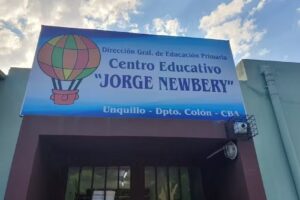 Dirección Gral. de Educación Primaria
Centro Educativo
"JORGE NEWBERY"
Unquillo - Dpto. Colón - CBA